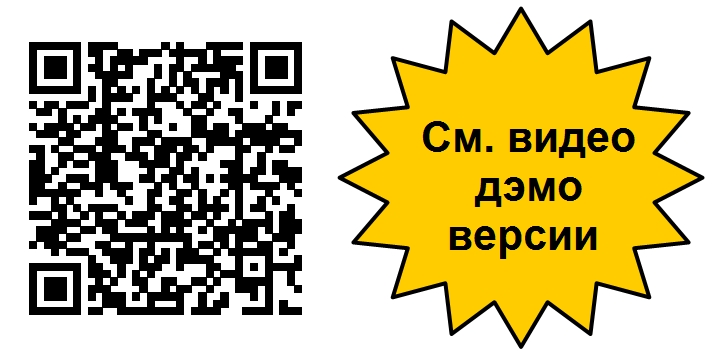 См. видео
дэмо
версии